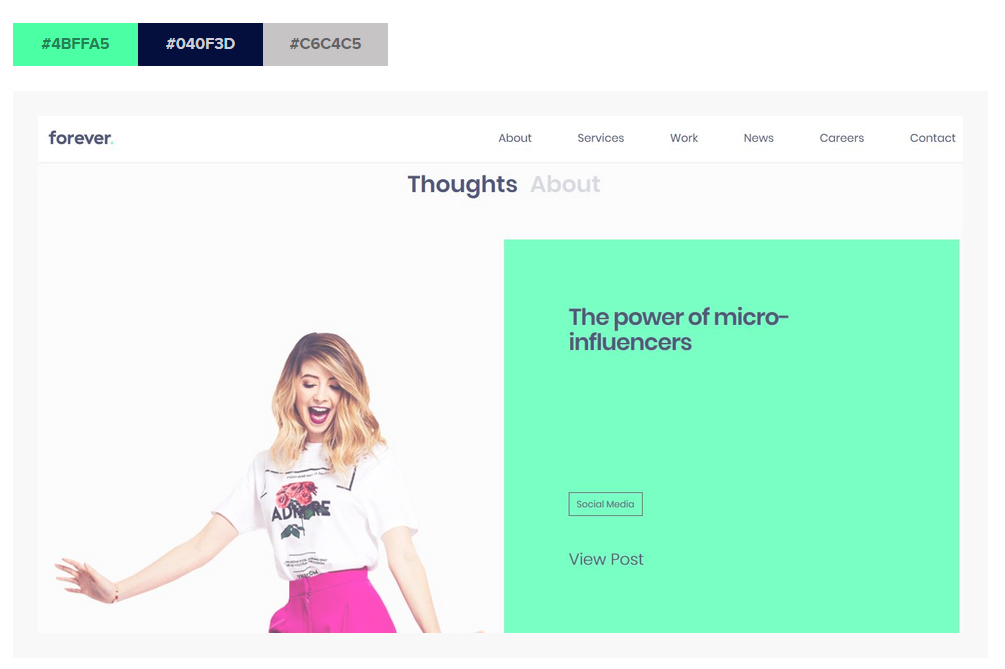 #4BFFA5 #040F3D #C6C4C5
forever.
About Services Work News Careers Contact
Thoughts About
The power of micro-
influencers
ADMIRE
Social Media
View Post